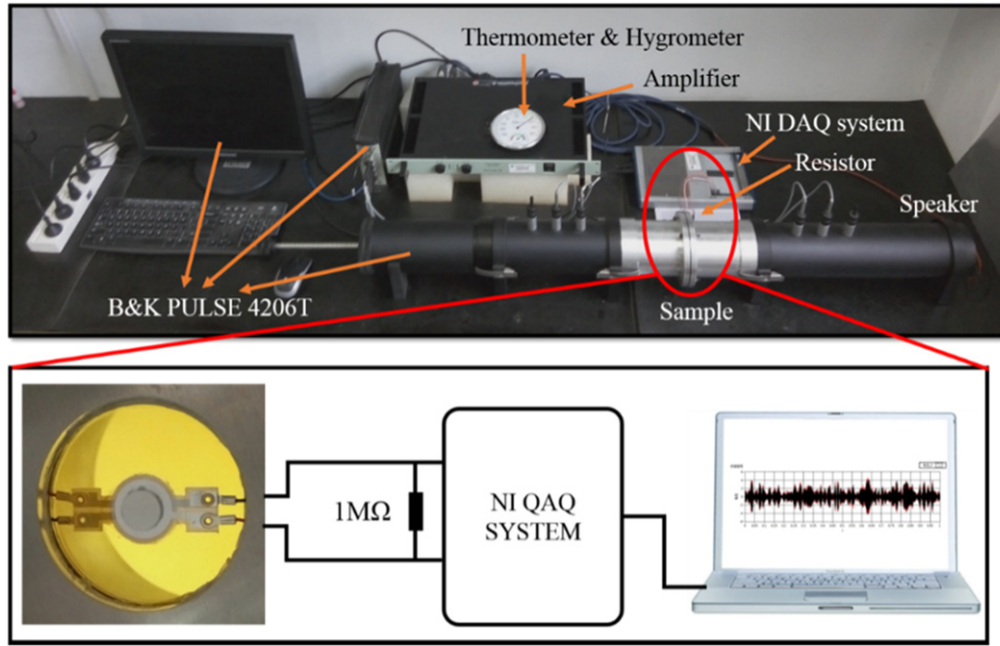 Thermometer & Hygrometer
Amplifier
NI DAQ system
Resistor
Speaker
B&K PULSE 4206T
Sample
1MΩ
NI QAQ
SYSTEM